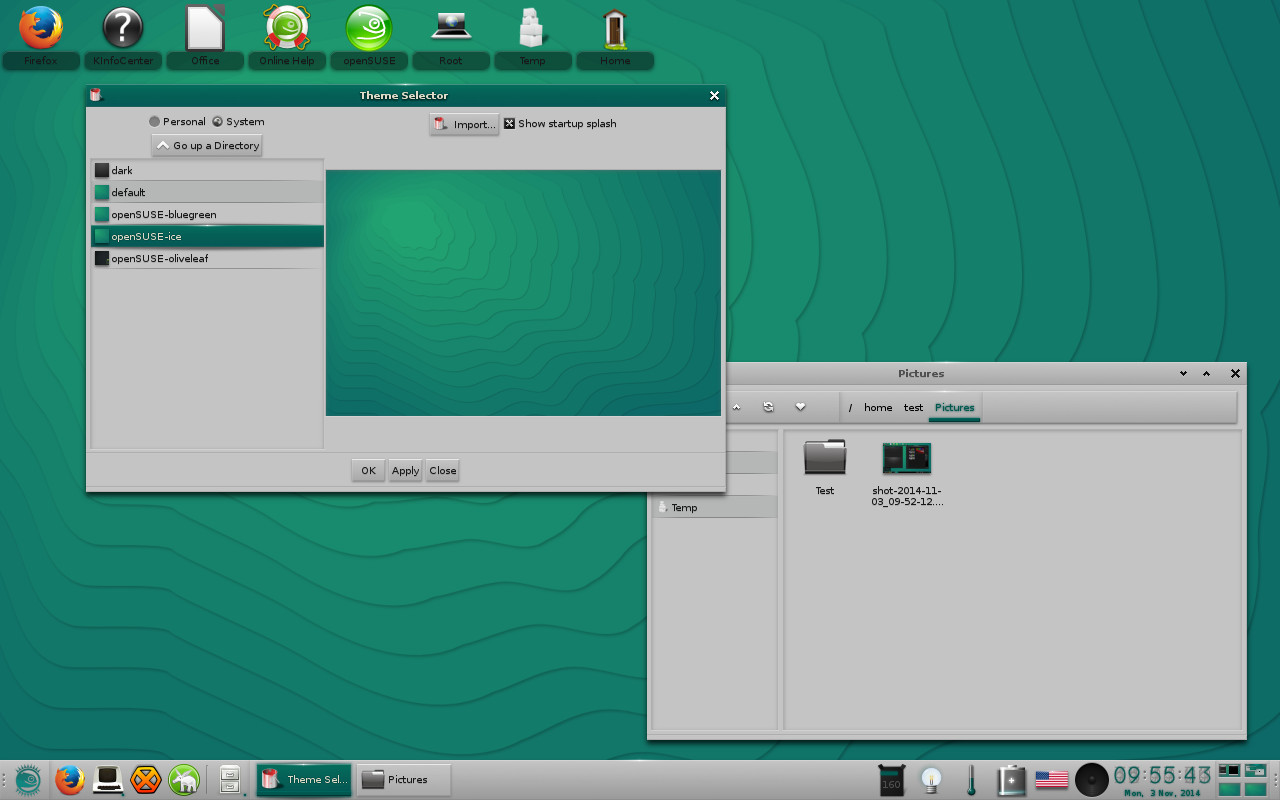 Firefox
KInfoCenter
Office
Online Help
openSUSE
Root
Temp
Home
Theme Selector
Personal
System
Import...
Show startup splash
Go up a Directory
dark
default
openSUSE-bluegreen
openSUSE-ice
openSUSE-oliveleaf
OK
Apply
Close
Pictures
/ home test Pictures
Temp
Test
shot-2014-11-
03_09-52-12....
Theme Sel...
Pictures
160
09:55:43
Mon, 3 Nov, 2014